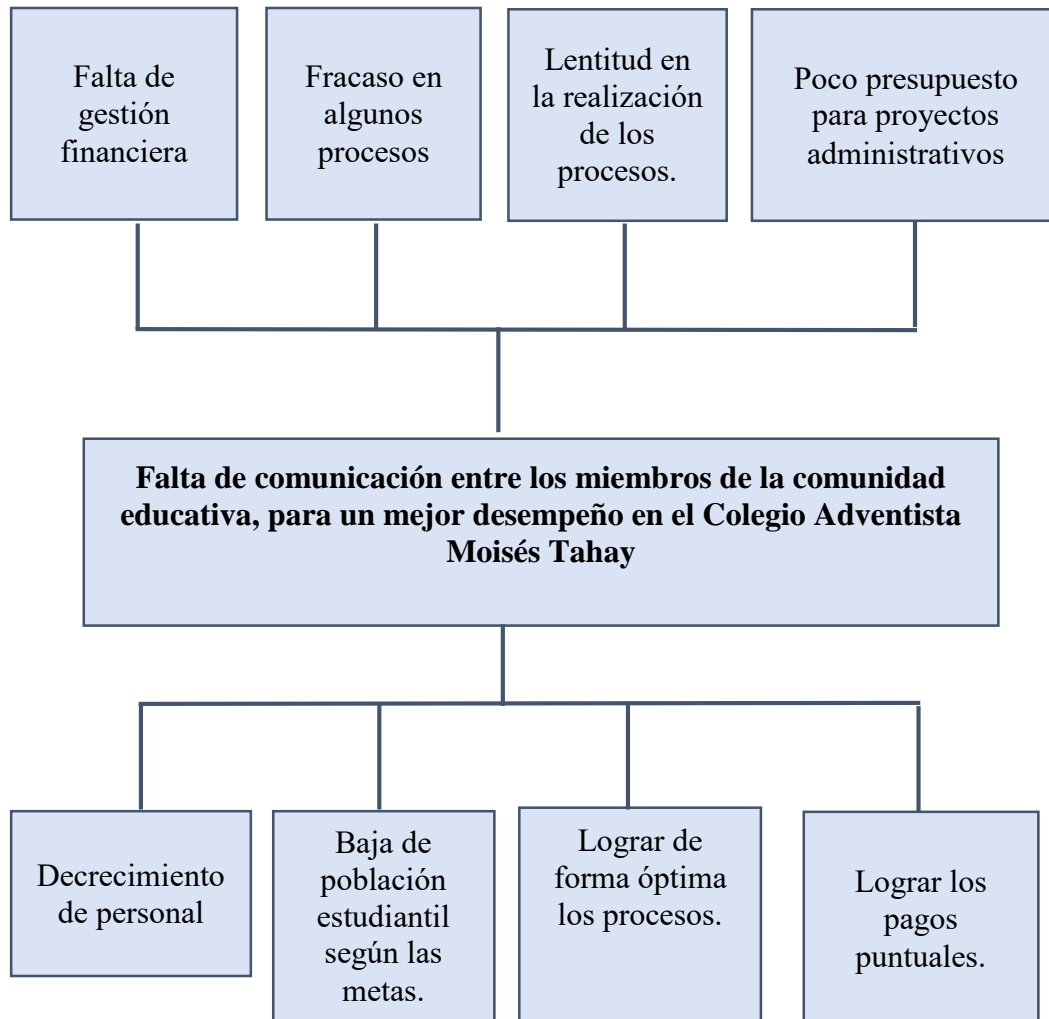 Falta de
gestión
financiera
Fracaso en
algunos
procesos
Lentitud en
la realización
de los
procesos.
Poco presupuesto
para proyectos
administrativos
Falta de comunicación entre los miembros de la comunidad
educativa, para un mejor desempeño en el Colegio Adventista
Moisés Tahay
Decrecimiento
de personal
Baja de
población
estudiantil
según las
metas.
Lograr de
forma óptima
los procesos.
Lograr los
pagos
puntuales.